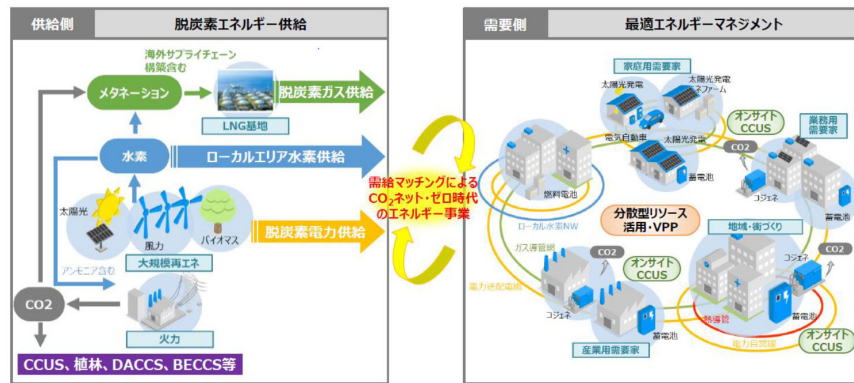 供給側
脱炭素エネルギー供給
海外サプライチェーン
構築含む
メタネーション
脱炭素ガス供給
LNG基地
水素
ローカルエリア水素供給
太陽光
風力
バイオマス
脱炭素電力供給
大規模再エネ
アンモニア含む
CO2
火力
CCUS、植林、DACCS、BECCS等
需給マッチングによる
CO₂ネット・ゼロ時代
のエネルギー事業
需要側
最適エネルギーマネジメント
家庭用需要家
太陽光発電
太陽光発電
エネファーム
電気自動車
太陽光発電
蓄電池
オンサイト
CCUS
業務用
需要家
CO2
コジェネ
蓄電池
燃料電池
ローカル水素NW
分散型リソース
活用・VPP
地域・街づくり
ガス導管網
CO2
オンサイト
CCUS
コジェネ
CO2
電力送配電網
コジェネ
蓄電池
熱導管
蓄電池
産業用需要家
電力自営線
オンサイト
CCUS